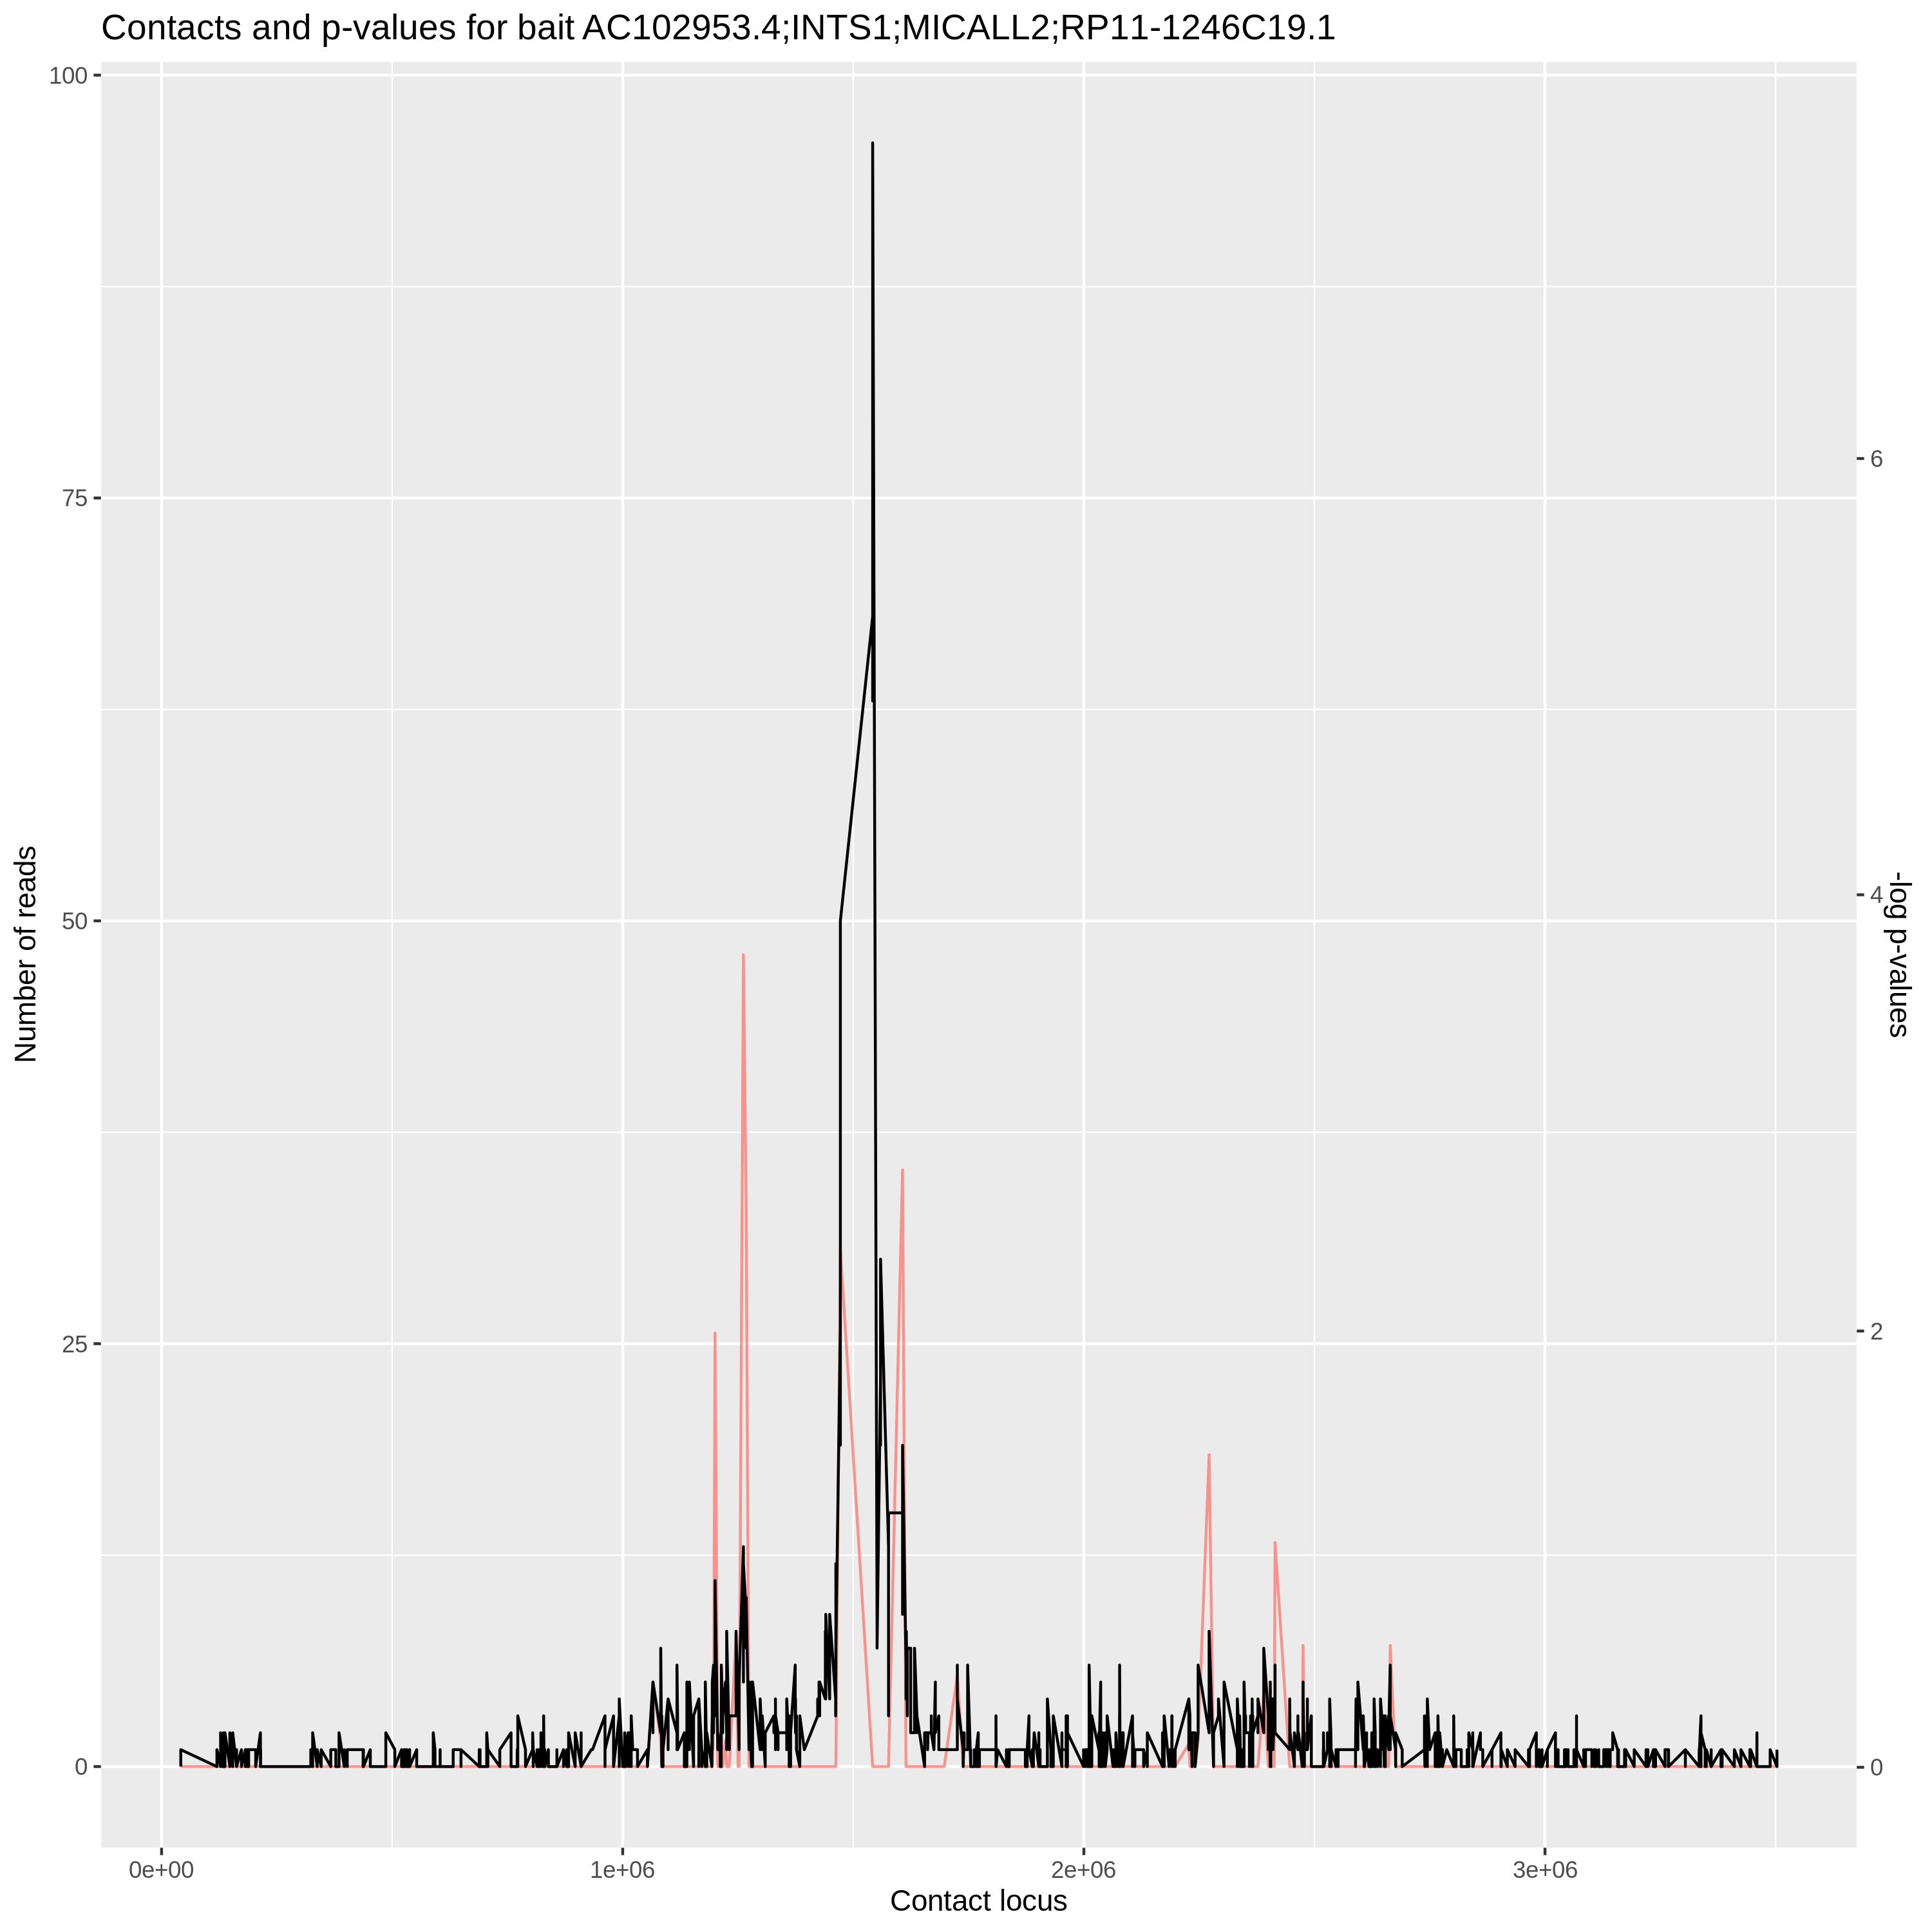 Contacts and p-values for bait AC102953.4;INTS1;MICALL2;RP11-1246C19.1
100
75
50
25
0
Number of reads
6
4
2
0
-log p-values
0e+00
1e+06
2e+06
3e+06
Contact locus